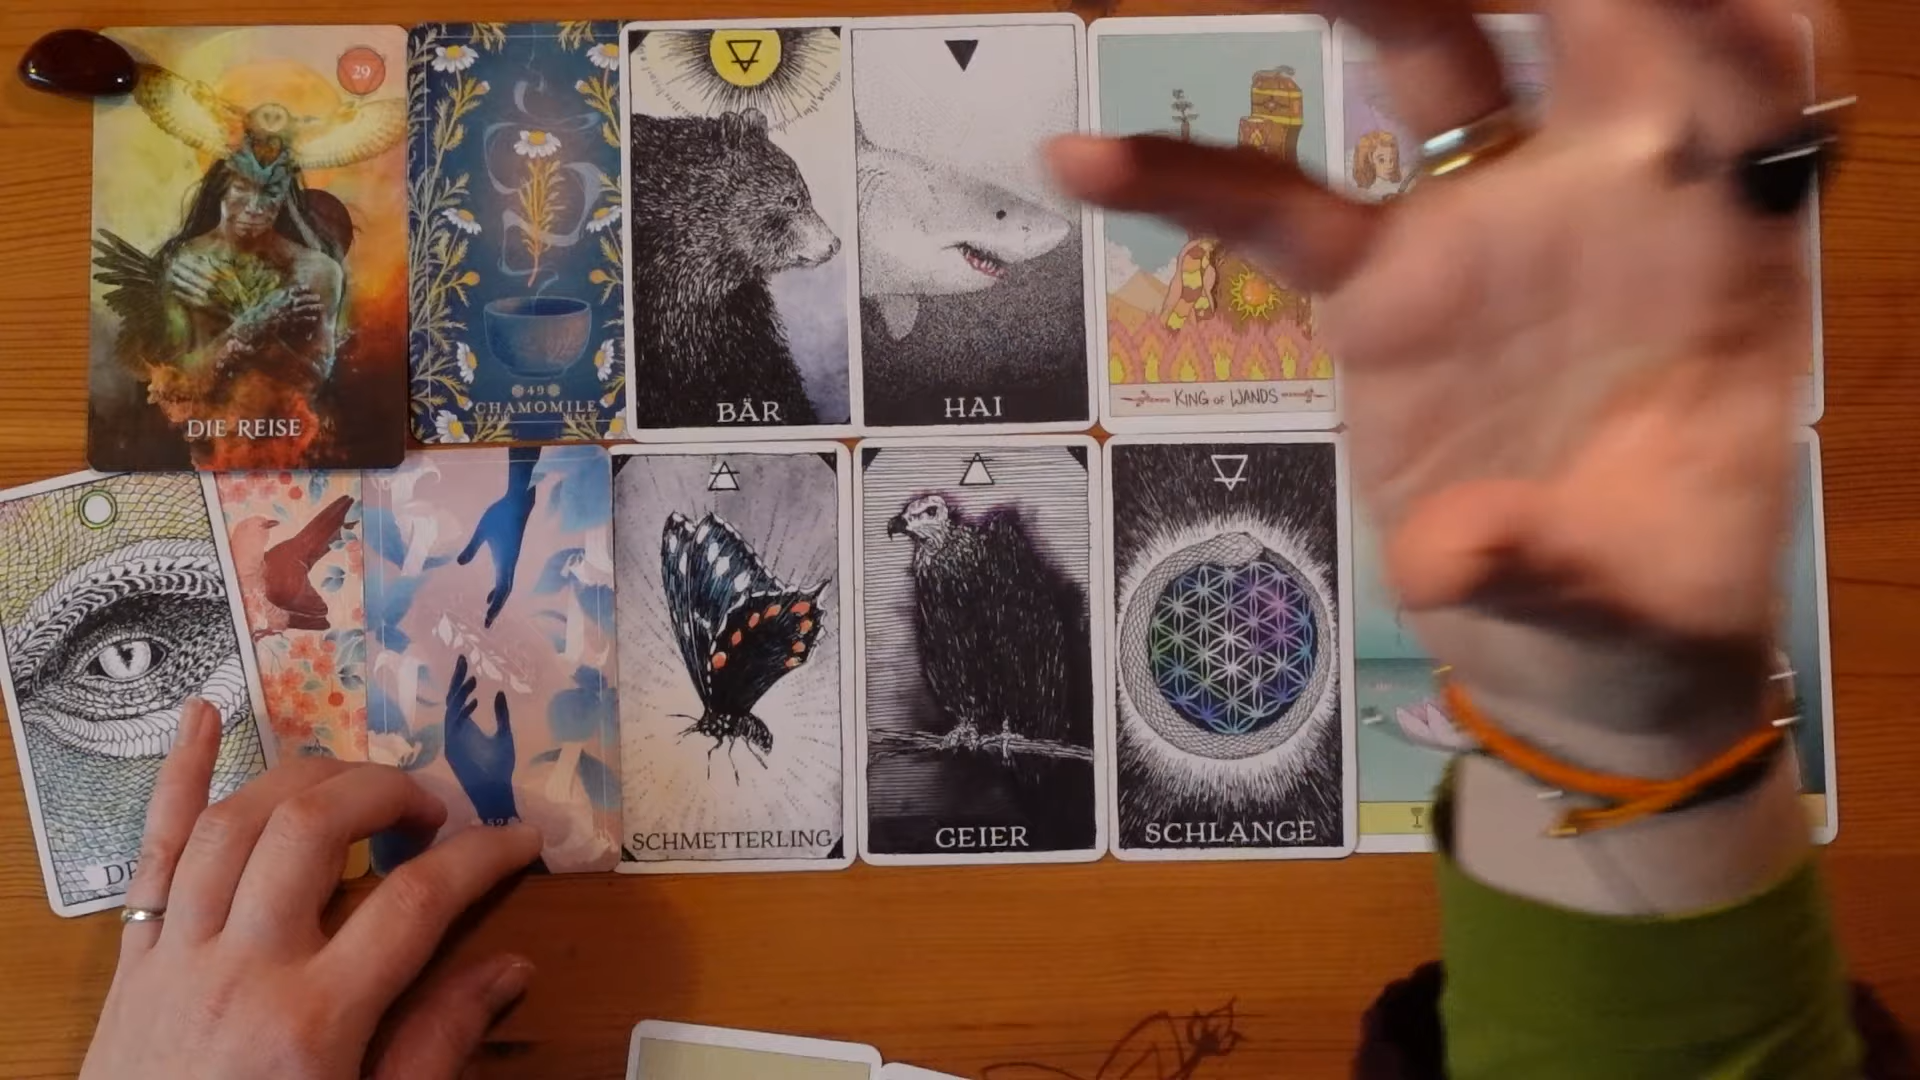 29
DIE REISE
49
CHAMOMILE
BÄR
HAI
KING OF WANDS
SCHMETTERLING
GEIER
SCHLANGE